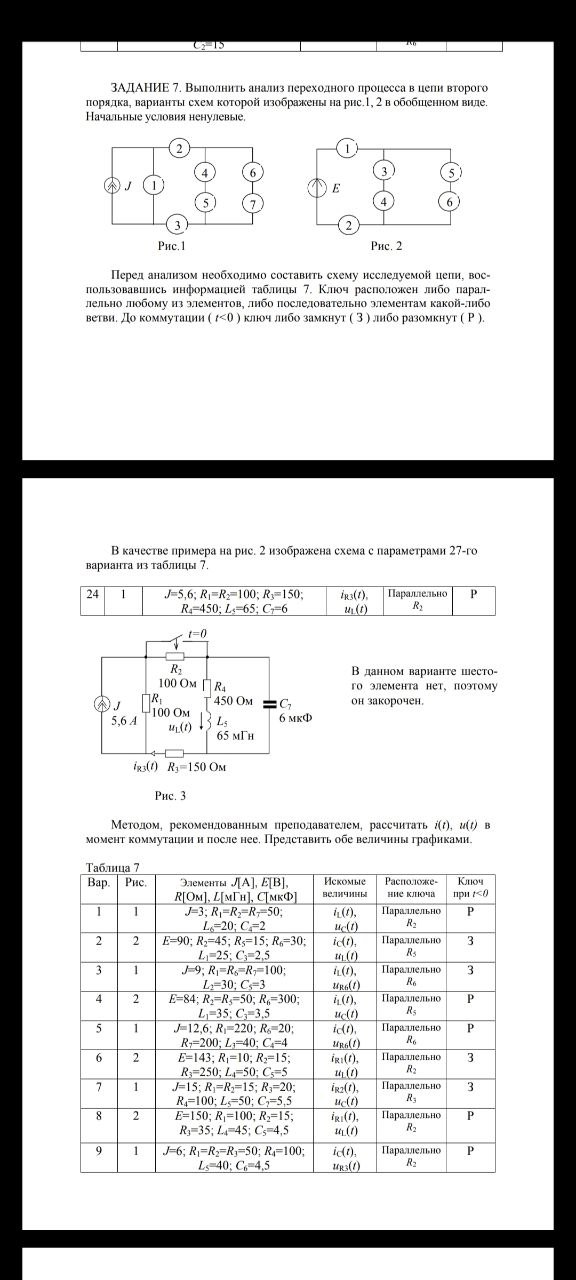 C2=15 R6
ЗАДАНИЕ 7. Выполнить анализ переходного процесса в цепи второго
порядка, варианты схем которой изображены на рис.1, 2 в обобщенном виде.
Начальные условия ненулевые.
J 1 2 3 4 5 6 7
E 1 2 3 4 5 6
Рис.1 Рис. 2
Перед анализом необходимо составить схему исследуемой цепи, вос-
пользовавшись информацией таблицы 7. Ключ расположен либо парал-
лельно любому из элементов, либо последовательно элементам какой-либо
ветви. До коммутации ( t<0 ) ключ либо замкнут ( З ) либо разомкнут ( Р ).
В качестве примера на рис. 2 изображена схема с параметрами 27-го
варианта из таблицы 7.
24 1 J=5,6; R1=R2=100; R3=150; iR3(t), Параллельно Р
R4=450; L5=65; C7=6 uL(t) R2
t=0
R2
100 Ом
R4
450 Ом
J
5,6 А
R1
100 Ом
uL(t)
L5
65 мГн
C7
6 мкФ
iR3(t) R3=150 Ом
В данном варианте шесто-
го элемента нет, поэтому
он закорочен.
Рис. 3
Методом, рекомендованным преподавателем, рассчитать i(t), u(t) в
момент коммутации и после нее. Представить обе величины графиками.
Таблица 7
Вар. Рис. Элементы J[А], E[В], Искомые Расположе- Ключ
R[Ом], L[мГн], C[мкФ] величины ние ключа при t<0
1 1 J=3; R1=R2=R7=50; iL(t), Параллельно Р
L6=20; C4=2 uC(t) R2
2 2 E=90; R2=45; R5=15; R6=30; iC(t), Параллельно З
L1=25; C3=2,5 uL(t) R5
3 1 J=9; R1=R6=R7=100; iL(t), Параллельно З
L2=30; C5=3 uR6(t) R6
4 2 E=84; R2=R5=50; R6=300; iL(t), Параллельно Р
L1=35; C3=3,5 uC(t) R5
5 1 J=12,6; R1=220; R6=20; iC(t), Параллельно Р
R7=200; L3=40; C4=4 uR6(t) R6
6 2 E=143; R1=10; R2=15; iR1(t), Параллельно З
R3=250; L4=50; C5=5 uL(t) R2
7 1 J=15; R1=R2=15; R3=20; iR2(t), Параллельно З
R4=100; L5=50; C7=5,5 uC(t) R3
8 2 E=150; R1=100; R2=15; iR1(t), Параллельно Р
R3=35; L4=45; C5=4,5 uL(t) R2
9 1 J=6; R1=R2=R3=50; R4=100; iC(t), Параллельно Р
L5=40; C6=4,5 uR3(t) R2